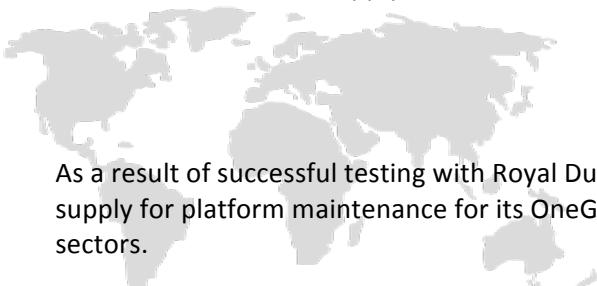 As a result of successful testing with Royal Du
supply for platform maintenance for its OneG
sectors.